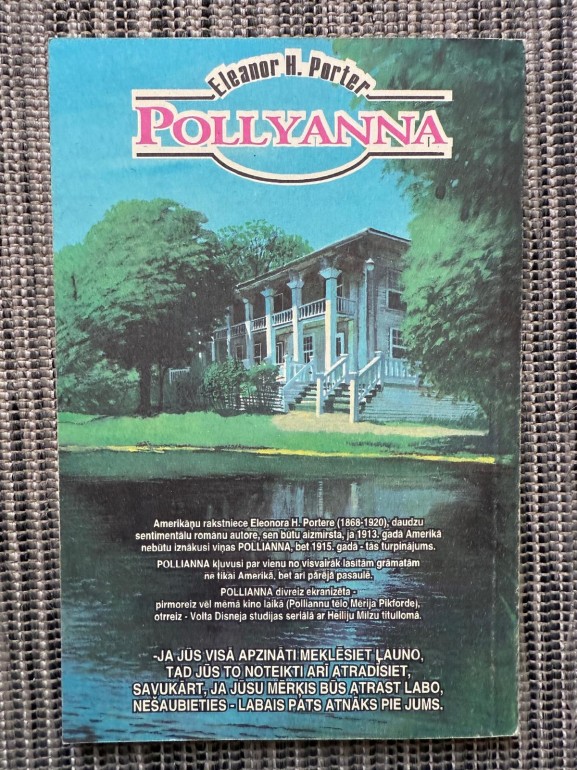 Eleanor H. Porter
POLLYANNA
Amerikāņu rakstniece Eleonora H. Portere (1868-1920), daudzu
sentimentālu romānu autore, sen būtu aizmirsta, ja 1913. gadā Amerikā
nebūtu iznākusi viņas POLLIANNA, bet 1915. gadā - tās turpinājums.
POLLIANNA kļuvusi par vienu no visvairāk lasītām grāmatām
ne tikai Amerikā, bet arī pārējā pasaulē.
POLLIANNA divreiz ekranizēta -
pirmoreiz vēl mēmā kino laikā (Polliannu tēlo Mērija Pikforde),
otrreiz - Volta Disneja studijas seriālā ar Heiliju Milzu titullomā.
-JA JŪS VISĀ APZINĀTI MEKLĒSIET ĻAUNO,
TAD JŪS TO NOTEIKTI ARĪ ATRADĪSIET,
SAVUKĀRT, JA JŪSU MĒRĶIS BŪS ATRAST LABO,
NEŠAUBIETIES - LABAIS PATS ATNĀKS PIE JUMS.